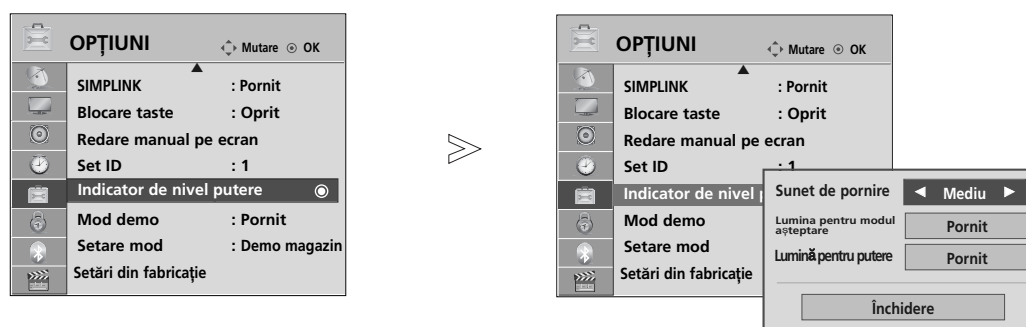 OPȚIUNI
Mutare OK
SIMPLINK : Pornit
Blocare taste : Oprit
Redare manual pe ecran
Set ID : 1
Indicator de nivel putere
Mod demo : Pornit
Setare mod : Demo magazin
Setări din fabricație
OPȚIUNI
Mutare OK
SIMPLINK : Pornit
Blocare taste : Oprit
Redare manual pe ecran
Set ID : 1
Indicator de nivel
Mod demo
Setare mod
Setări din fabricație
Sunet de pornire ◄ Mediu ►
Lumina pentru modul
așteptare Pornit
Lumină pentru putere Pornit
Închidere